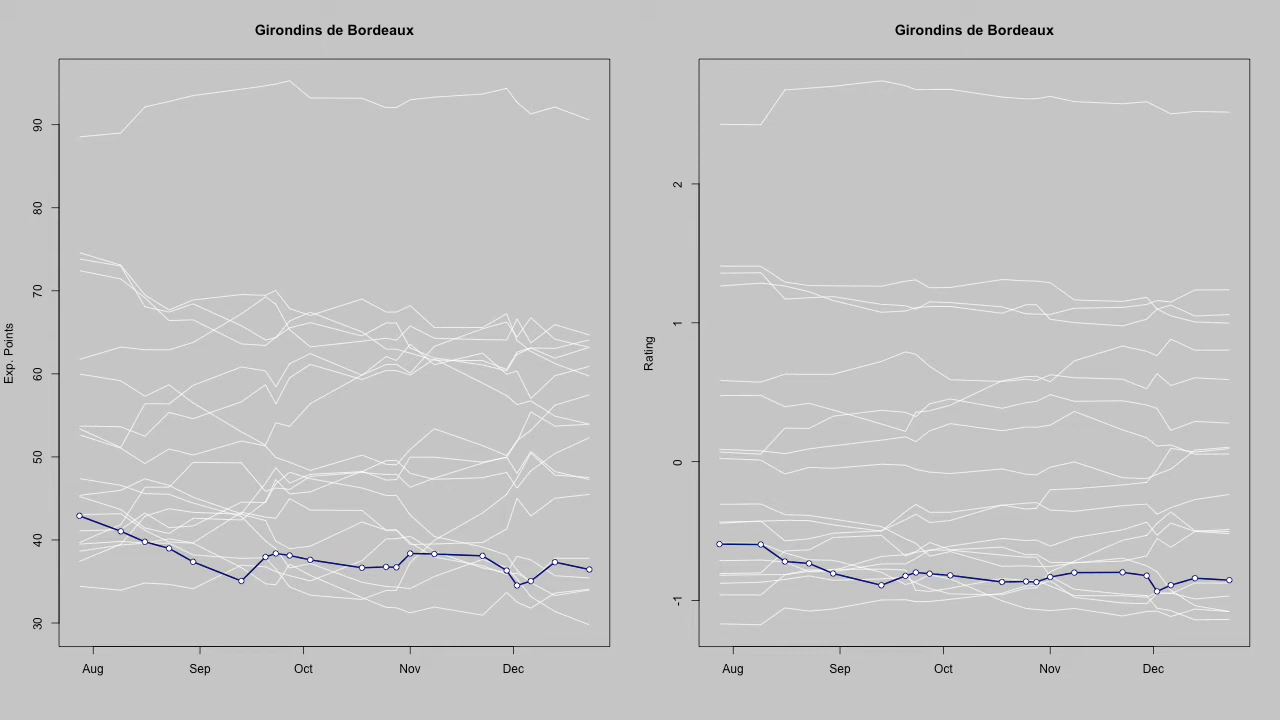 Girondins de Bordeaux
Exp. Points
90
80
70
60
50
40
30
Aug Sep Oct Nov Dec
Girondins de Bordeaux
Rating
2
1
0
-1
Aug Sep Oct Nov Dec